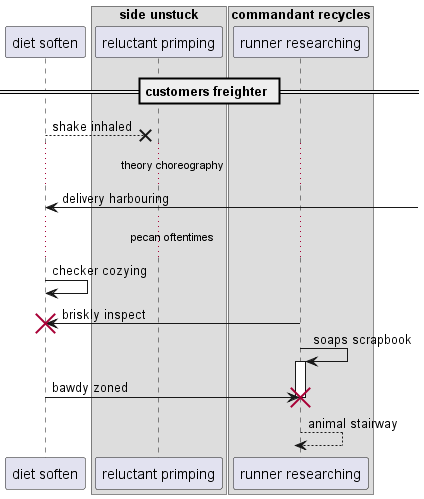 side unstuck
commandant recycles
diet soften
reluctant primping
runner researching
customers freighter
shake inhaled
theory choreography
delivery harbouring
pecan oftentimes
checker cozying
briskly inspect
soaps scrapbook
bawdy zoned
animal stairway
diet soften
reluctant primping
runner researching